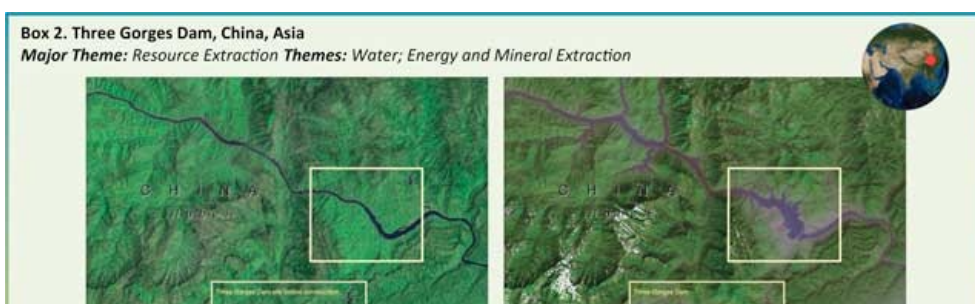 Box 2. Three Gorges Dam, China, Asia
Major Theme: Resource Extraction Themes: Water; Energy and Mineral Extraction
C H I N A
Three Gorges Dam